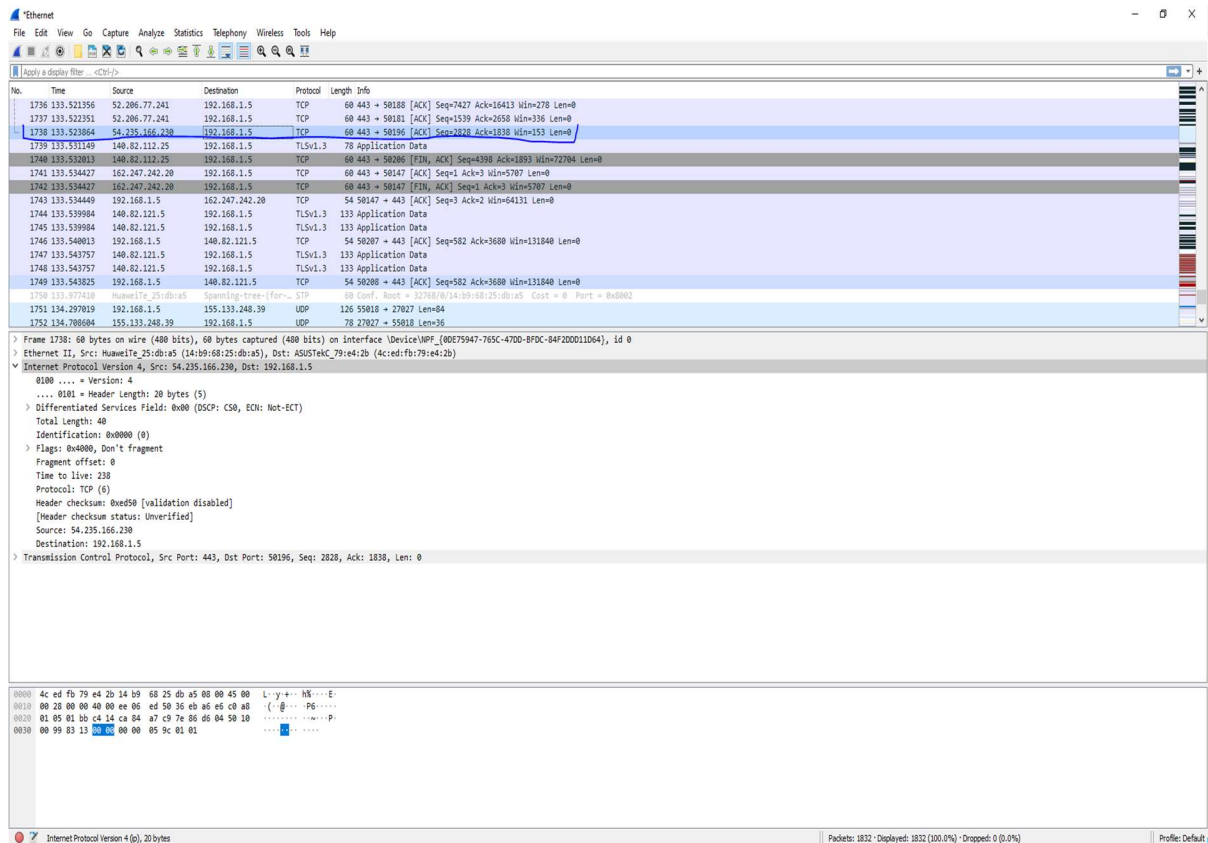 *Ethernet
File Edit View Go Capture Analyze Statistics Telephony Wireless Tools Help
Apply a display filter ... <Ctrl-/>
No. Time Source Destination Protocol Length Info
1736 133.521356 52.206.77.241 192.168.1.5 TCP 60 443 → 50188 [ACK] Seq=7427 Ack=16413 Win=278 Len=0
1737 133.522351 52.206.77.241 192.168.1.5 TCP 60 443 → 50181 [ACK] Seq=1539 Ack=2658 Win=336 Len=0
1738 133.523864 54.235.166.230 192.168.1.5 TCP 60 443 → 50196 [ACK] Seq=2828 Ack=1838 Win=153 Len=0
1739 133.531149 140.82.112.25 192.168.1.5 TLSv1.3 78 Application Data
1740 133.532013 140.82.112.25 192.168.1.5 TCP 60 443 → 50206 [FIN, ACK] Seq=4398 Ack=1893 Win=72704 Len=0
1741 133.534427 162.247.242.20 192.168.1.5 TCP 60 443 → 50147 [ACK] Seq=1 Ack=3 Win=5707 Len=0
1742 133.534427 162.247.242.20 192.168.1.5 TCP 60 443 → 50147 [FIN, ACK] Seq=1 Ack=3 Win=5707 Len=0
1743 133.534449 192.168.1.5 162.247.242.20 TCP 54 50147 → 443 [ACK] Seq=3 Ack=2 Win=64131 Len=0
1744 133.539984 140.82.121.5 192.168.1.5 TLSv1.3 133 Application Data
1745 133.539984 140.82.121.5 192.168.1.5 TLSv1.3 133 Application Data
1746 133.540013 192.168.1.5 140.82.121.5 TCP 54 50207 → 443 [ACK] Seq=582 Ack=3680 Win=131840 Len=0
1747 133.543757 140.82.121.5 192.168.1.5 TLSv1.3 133 Application Data
1748 133.543757 140.82.121.5 192.168.1.5 TLSv1.3 133 Application Data
1749 133.543825 192.168.1.5 140.82.121.5 TCP 54 50208 → 443 [ACK] Seq=582 Ack=3680 Win=131840 Len=0
1750 133.977410 HuaweiTe_25:db:a5 Spanning-tree-(for-… STP 60 Conf. Root = 32768/0/14:b9:68:25:db:a5 Cost = 0 Port = 0x8002
1751 134.297019 192.168.1.5 155.133.248.39 UDP 126 55018 → 27027 Len=84
1752 134.708604 155.133.248.39 192.168.1.5 UDP 78 27027 → 55018 Len=36
Frame 1738: 60 bytes on wire (480 bits), 60 bytes captured (480 bits) on interface \Device\NPF_{0DE75947-765C-47DD-BFDC-84F2DDD11D64}, id 0
Ethernet II, Src: HuaweiTe_25:db:a5 (14:b9:68:25:db:a5), Dst: ASUSTekC_79:e4:2b (4c:ed:fb:79:e4:2b)
Internet Protocol Version 4, Src: 54.235.166.230, Dst: 192.168.1.5
0100 .... = Version: 4
.... 0101 = Header Length: 20 bytes (5)
Differentiated Services Field: 0x00 (DSCP: CS0, ECN: Not-ECT)
Total Length: 40
Identification: 0x0000 (0)
Flags: 0x4000, Don't fragment
Fragment offset: 0
Time to live: 238
Protocol: TCP (6)
Header checksum: 0xed50 [validation disabled]
[Header checksum status: Unverified]
Source: 54.235.166.230
Destination: 192.168.1.5
Transmission Control Protocol, Src Port: 443, Dst Port: 50196, Seq: 2828, Ack: 1838, Len: 0
0000 4c ed fb 79 e4 2b 14 b9 68 25 db a5 08 00 45 00 L··y·+·· h%····E·
0010 00 28 00 00 40 00 ee 06 ed 50 36 eb a6 e6 c0 a8 ·(··@··· ·P6·····
0020 01 05 01 bb c4 14 ca 84 a7 c9 7e 86 d6 04 50 10 ········ ··~···P·
0030 00 99 83 13 00 00 00 00 05 9c 01 01 ········ ····
Internet Protocol Version 4 (ip), 20 bytes
Packets: 1832 · Displayed: 1832 (100.0%) · Dropped: 0 (0.0%)
Profile: Default